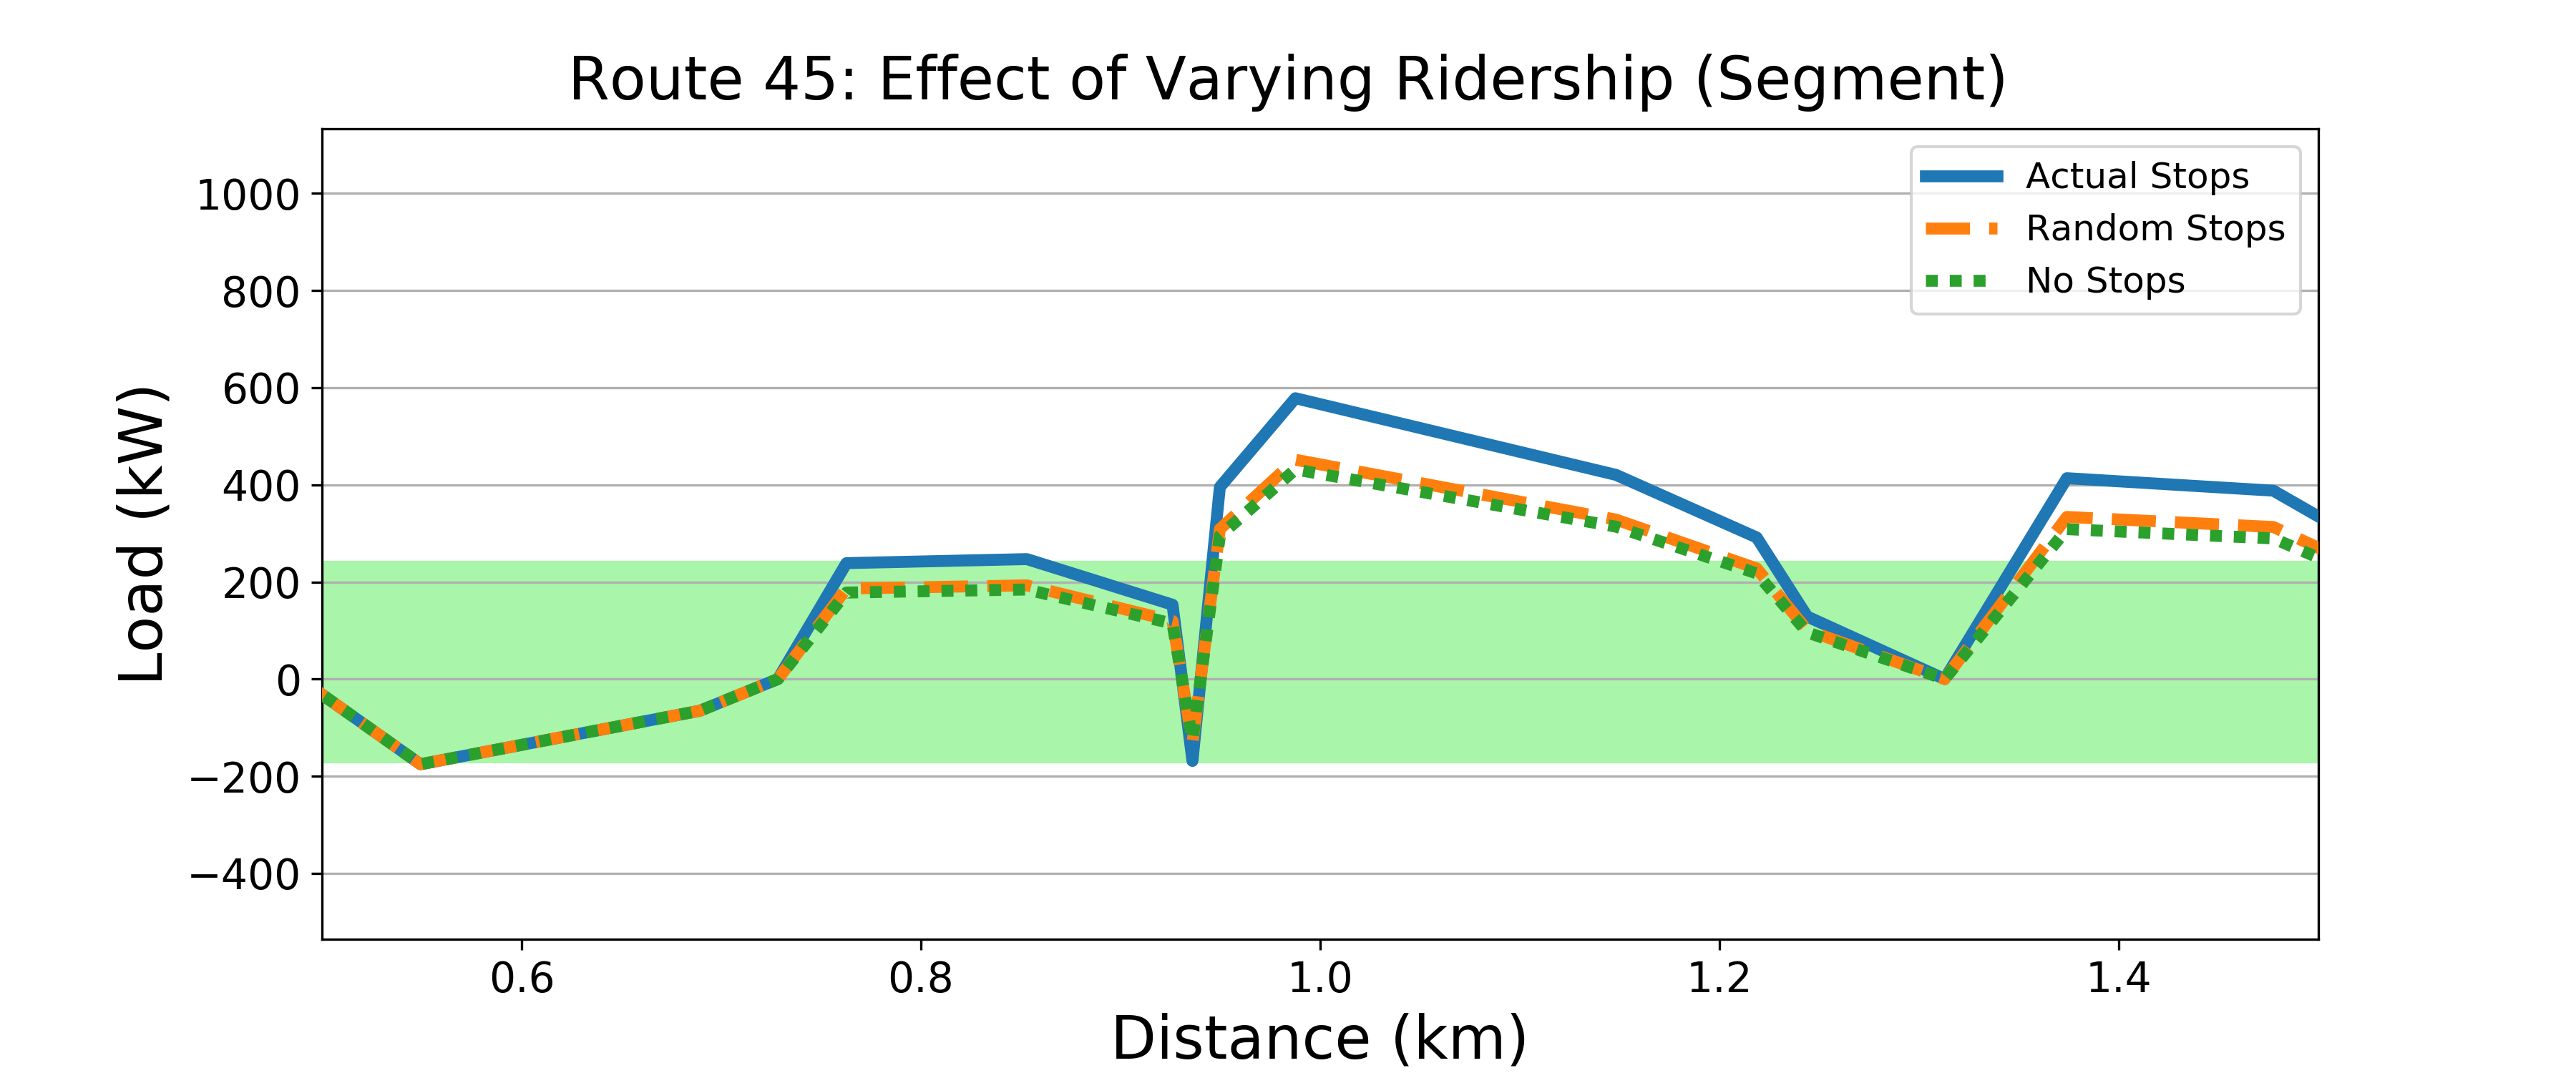 Route 45: Effect of Varying Ridership (Segment)
Actual Stops
Random Stops
No Stops
Load (kW)
1000
800
600
400
200
0
−200
−400
0.6 0.8 1.0 1.2 1.4
Distance (km)